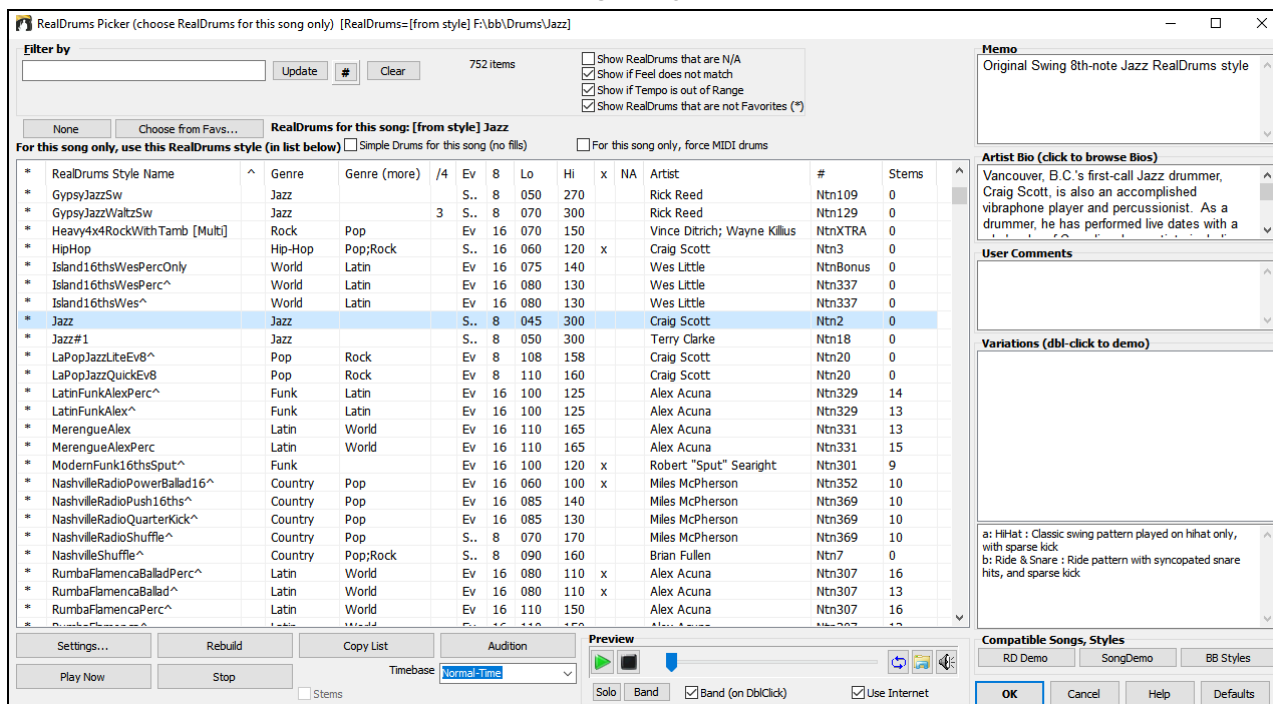 RealDrums Picker (choose RealDrums for this song only) [RealDrums=[from style] F:\bb\Drums\Jazz]
Filter by
Update # Clear
752 items
Show RealDrums that are N/A
Show if Feel does not match
Show if Tempo is out of Range
Show RealDrums that are not Favorites (*)
None Choose from Favs... RealDrums for this song: [from style] Jazz
For this song only, use this RealDrums style (in list below) Simple Drums for this song (no fills) For this song only, force MIDI drums
* RealDrums Style Name ^ Genre Genre (more) /4 Ev 8 Lo Hi x NA Artist # Stems
* GypsyJazzSw Jazz S.. 8 050 270 Rick Reed Ntn109 0
* GypsyJazzWaltzSw Jazz 3 S.. 8 070 300 Rick Reed Ntn129 0
* Heavy4x4RockWithTamb [Multi] Rock Pop Ev 16 070 150 Vince Ditrich; Wayne Killius NtnXTRA 0
* HipHop Hip-Hop Pop;Rock S.. 16 060 120 x Craig Scott Ntn3 0
* Island16thsWesPercOnly World Latin Ev 16 075 140 Wes Little NtnBonus 0
* Island16thsWesPerc^ World Latin Ev 16 080 130 Wes Little Ntn337 0
* Island16thsWes^ World Latin Ev 16 080 130 Wes Little Ntn337 0
* Jazz Jazz S.. 8 045 300 Craig Scott Ntn2 0
* Jazz#1 Jazz S.. 8 050 300 Terry Clarke Ntn18 0
* LaPopJazzLiteEv8^ Pop Rock Ev 8 108 158 Craig Scott Ntn20 0
* LaPopJazzQuickEv8 Pop Rock Ev 8 110 160 Craig Scott Ntn20 0
* LatinFunkAlexPerc^ Funk Latin Ev 16 100 125 Alex Acuna Ntn329 14
* LatinFunkAlex^ Funk Latin Ev 16 100 125 Alex Acuna Ntn329 13
* MerengueAlex Latin World Ev 16 110 165 Alex Acuna Ntn331 13
* MerengueAlexPerc Latin World Ev 16 110 165 Alex Acuna Ntn331 15
* ModernFunk16thsSput^ Funk Ev 16 100 120 x Robert "Sput" Searight Ntn301 9
* NashvilleRadioPowerBallad16^ Country Pop Ev 16 060 100 x Miles McPherson Ntn352 10
* NashvilleRadioPush16ths^ Country Pop Ev 16 085 140 Miles McPherson Ntn369 10
* NashvilleRadioQuarterKick^ Country Pop Ev 16 085 130 Miles McPherson Ntn369 10
* NashvilleRadioShuffle^ Country Pop S.. 8 070 170 Miles McPherson Ntn369 10
* NashvilleShuffle^ Country Pop;Rock S.. 8 090 160 Brian Fullen Ntn7 0
* RumbaFlamencaBalladPerc^ Latin World Ev 16 080 110 x Alex Acuna Ntn307 16
* RumbaFlamencaBallad^ Latin World Ev 16 080 110 x Alex Acuna Ntn307 13
* RumbaFlamencaPerc^ Latin World Ev 16 110 150 Alex Acuna Ntn307 16
Settings... Rebuild Copy List Audition
Play Now Stop Timebase Normal-Time
Stems
Preview
Solo Band Band (on DblClick) Use Internet
Memo
Original Swing 8th-note Jazz RealDrums style
Artist Bio (click to browse Bios)
Vancouver, B.C.'s first-call Jazz drummer,
Craig Scott, is also an accomplished
vibraphone player and percussionist. As a
drummer, he has performed live dates with a
User Comments
Variations (dbl-click to demo)
a: HiHat : Classic swing pattern played on hihat only,
with sparse kick
b: Ride & Snare : Ride pattern with syncopated snare
hits, and sparse kick
Compatible Songs, Styles
RD Demo SongDemo BB Styles
OK Cancel Help Defaults